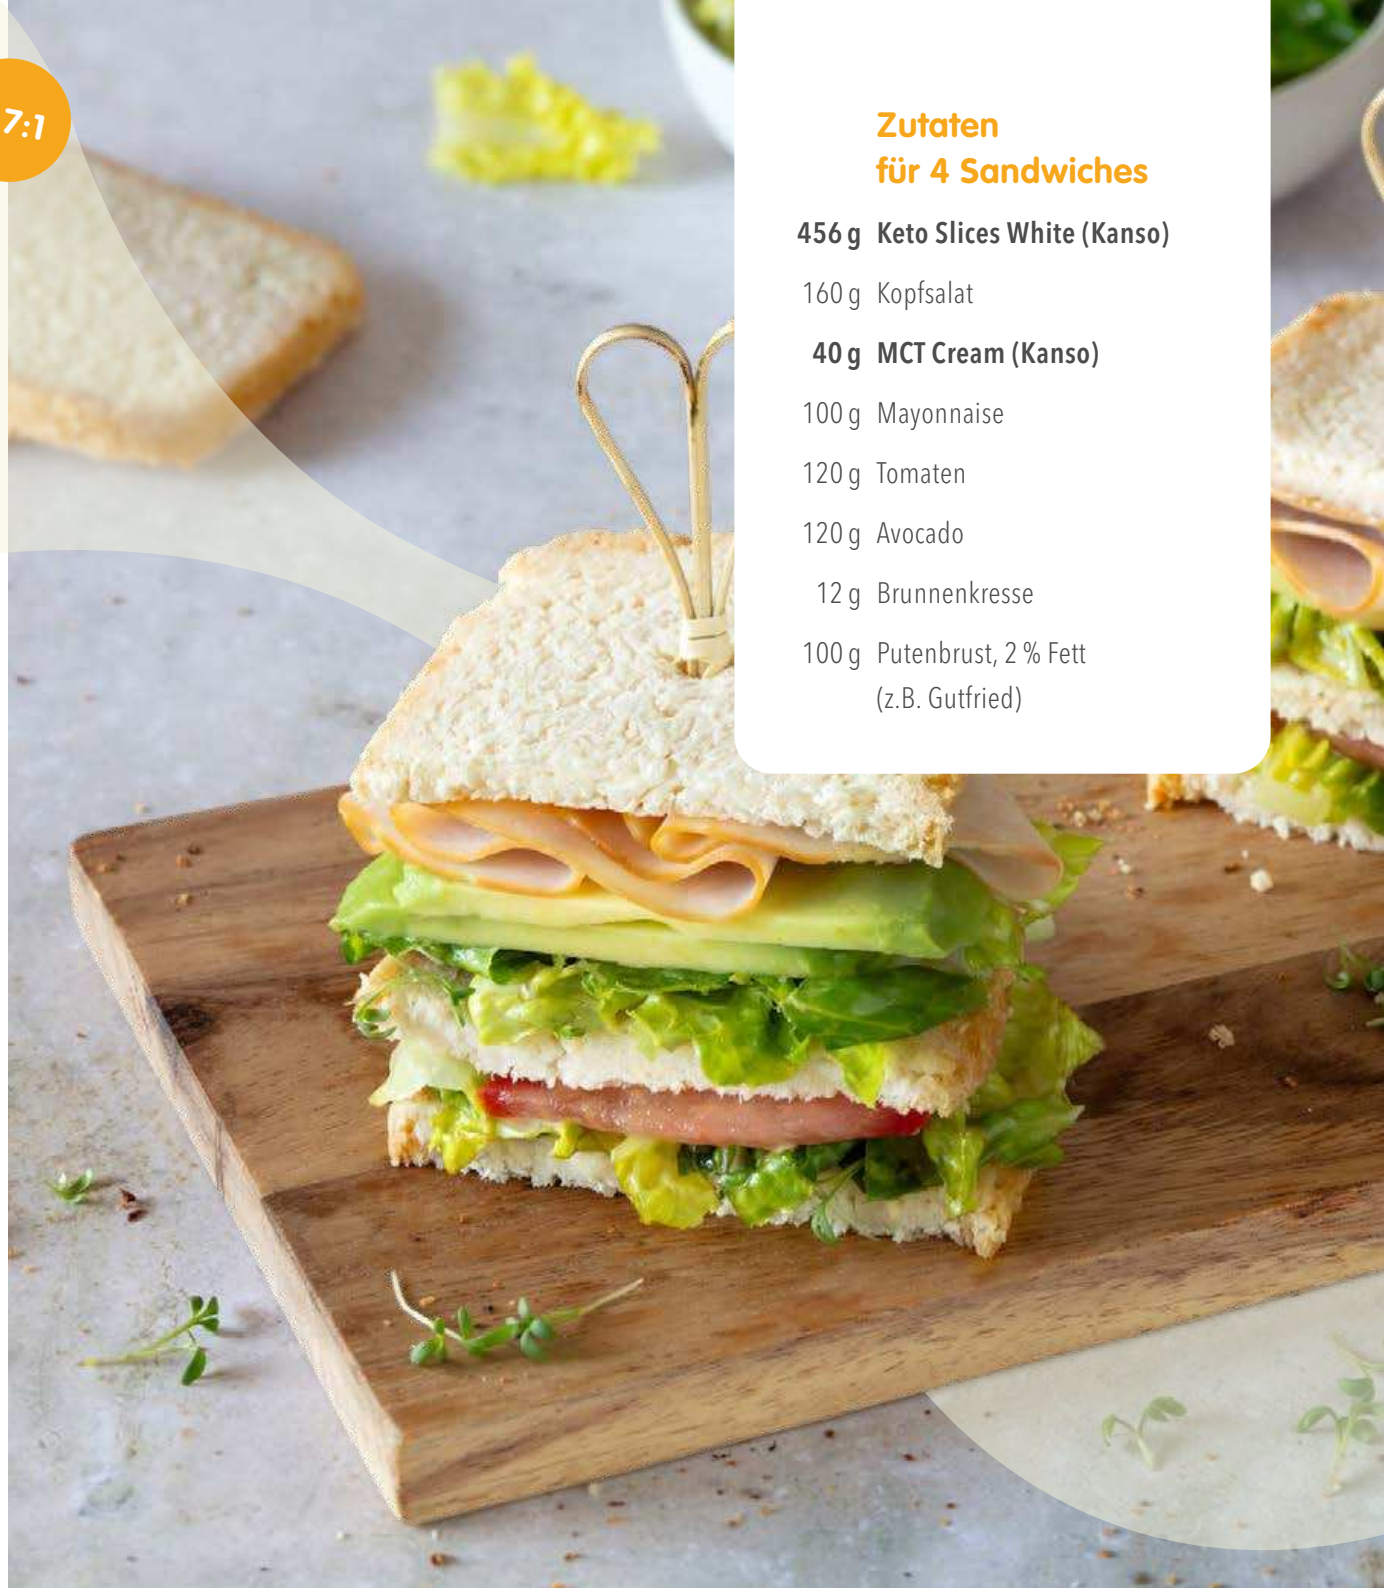 7:1
Zutaten
für 4 Sandwiches
456 g Keto Slices White (Kanso)
160 g Kopfsalat
40 g MCT Cream (Kanso)
100 g Mayonnaise
120 g Tomaten
120 g Avocado
12 g Brunnenkresse
100 g Putenbrust, 2 % Fett
(z.B. Gutfried)